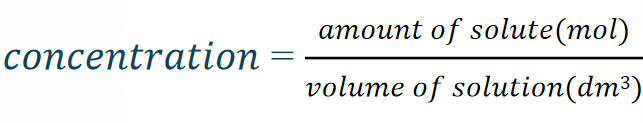 concentration = amount of solute(mol)
volume of solution(dm³)